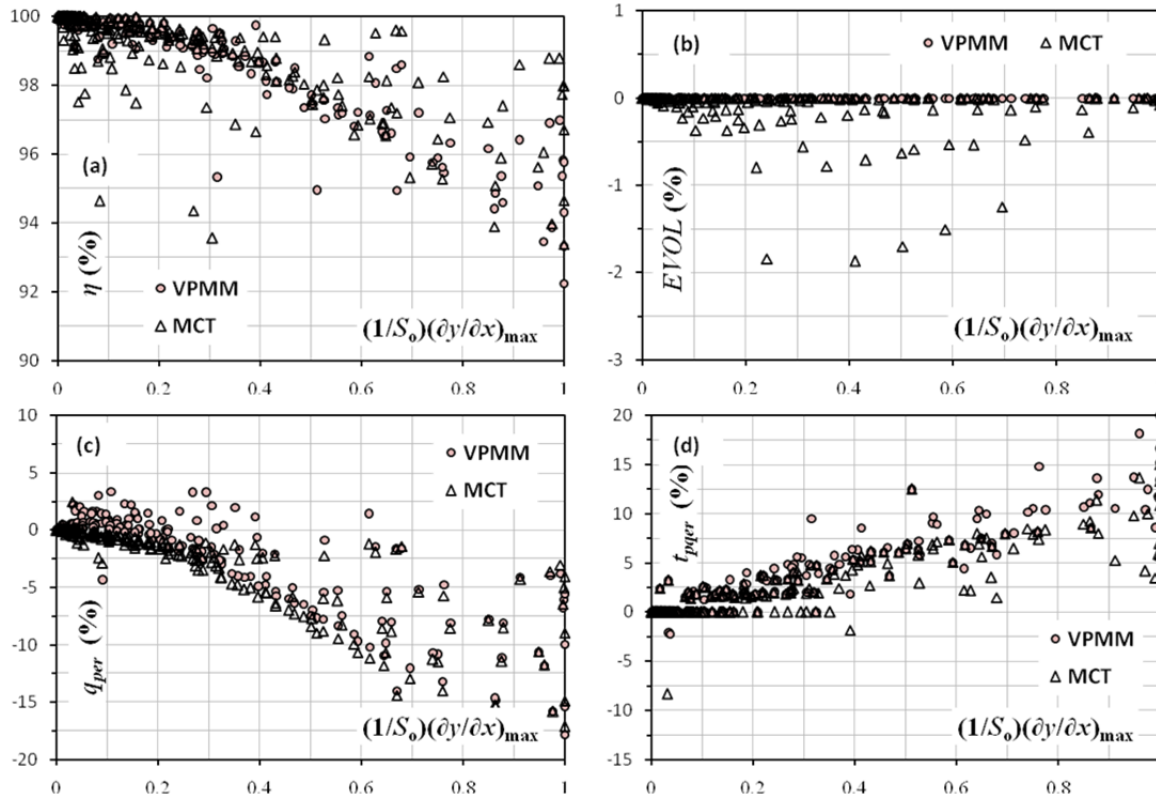 100
98
96
94
92
90
(a)
η (%)
VPMM
MCT
(1/So)(∂y/∂x)max
0
0.2
0.4
0.6
0.8
1
1
0
-1
-2
-3
(b)
VPMM
MCT
EVOL (%)
(1/So)(∂y/∂x)max
0
0.2
0.4
0.6
0.8
10
5
0
-5
-10
-15
-20
(c)
VPMM
MCT
qper (%)
(1/So)(∂y/∂x)max
0
0.2
0.4
0.6
0.8
1
20
15
10
5
0
-5
-10
-15
(d)
tpqer (%)
VPMM
MCT
(1/So)(∂y/∂x)max
0
0.2
0.4
0.6
0.8